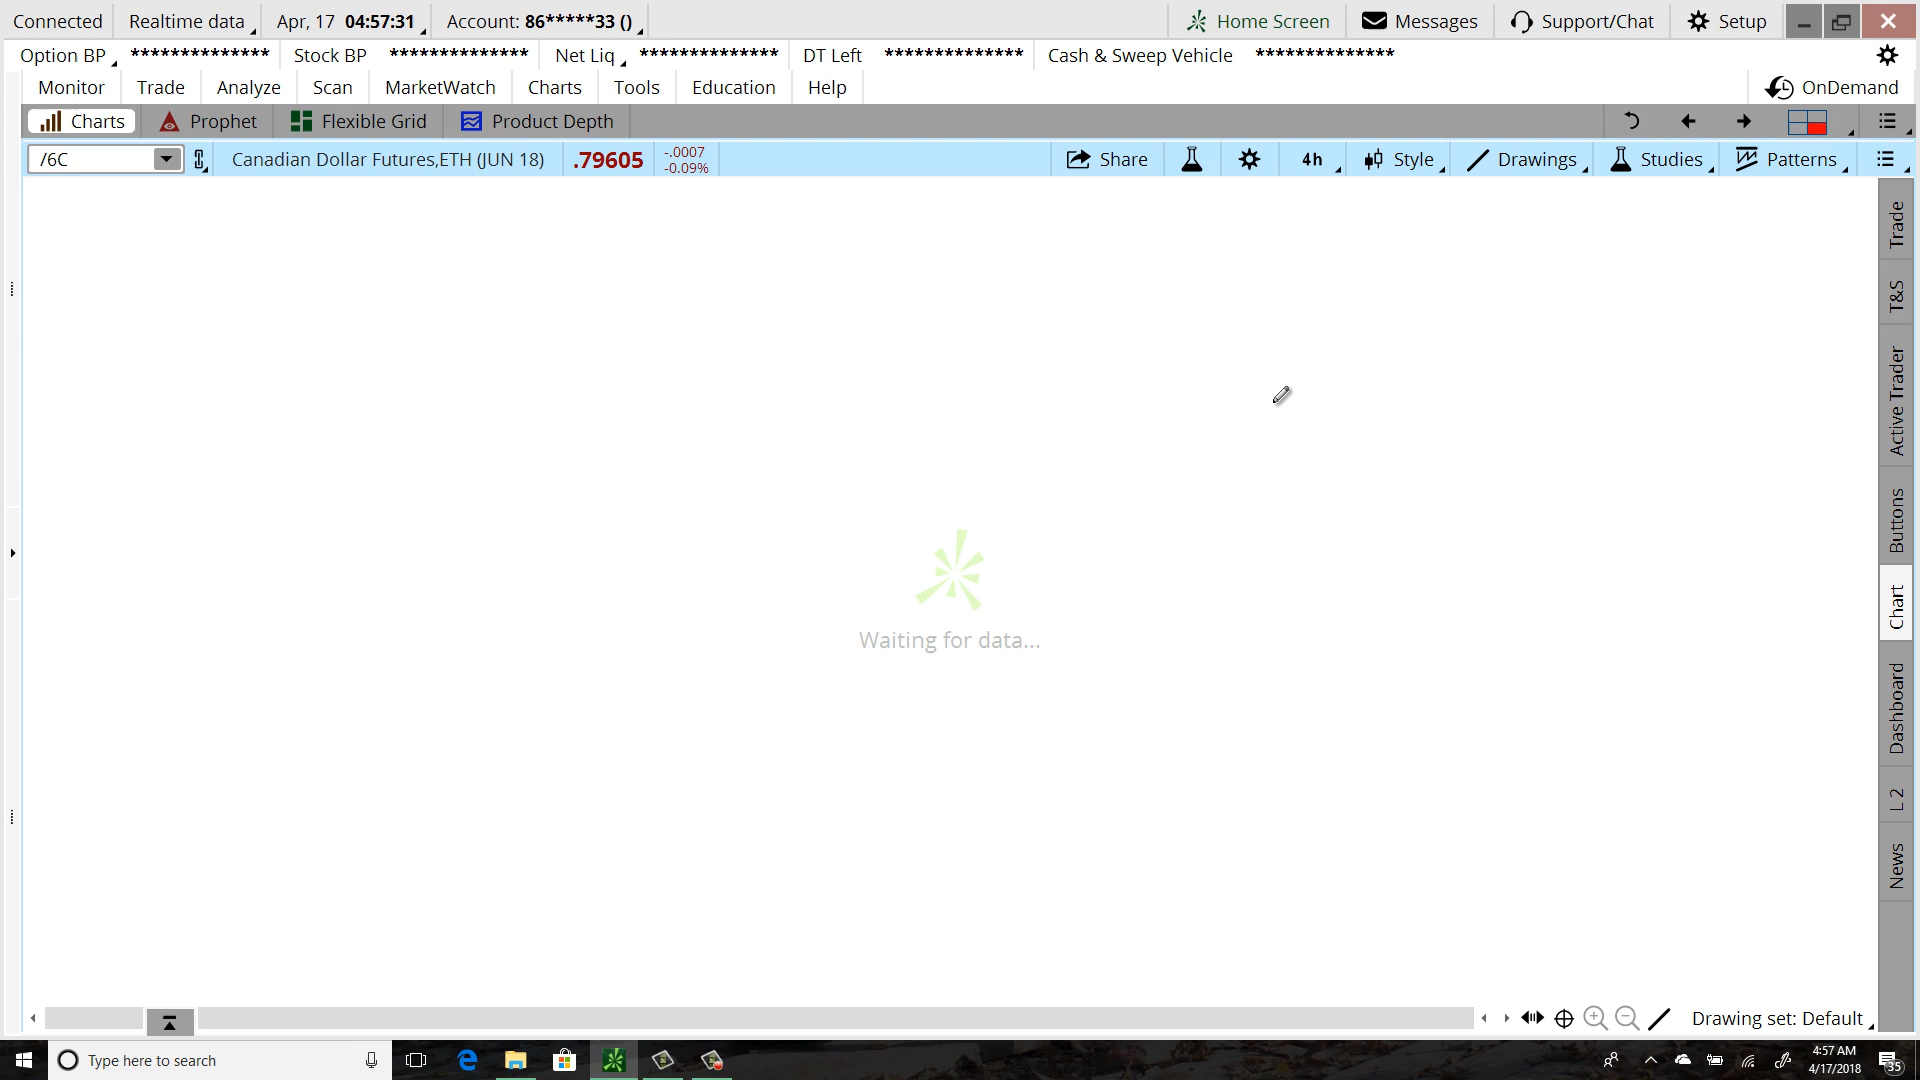 Connected Realtime data Apr, 17 04:57:31 Account: 86*****33 () Home Screen Messages Support/Chat Setup
Option BP ************** Stock BP ************** Net Liq ************** DT Left ************** Cash & Sweep Vehicle **************
Monitor Trade Analyze Scan MarketWatch Charts Tools Education Help OnDemand
Charts Prophet Flexible Grid Product Depth
/6C Canadian Dollar Futures,ETH (JUN 18) .79605 -.0007 -0.09% Share 4h Style Drawings Studies Patterns
Trade
T&S
Active Trader
Buttons
Chart
Dashboard
L 2
News
Waiting for data...
Drawing set: Default
Type here to search
4:57 AM
4/17/2018
35